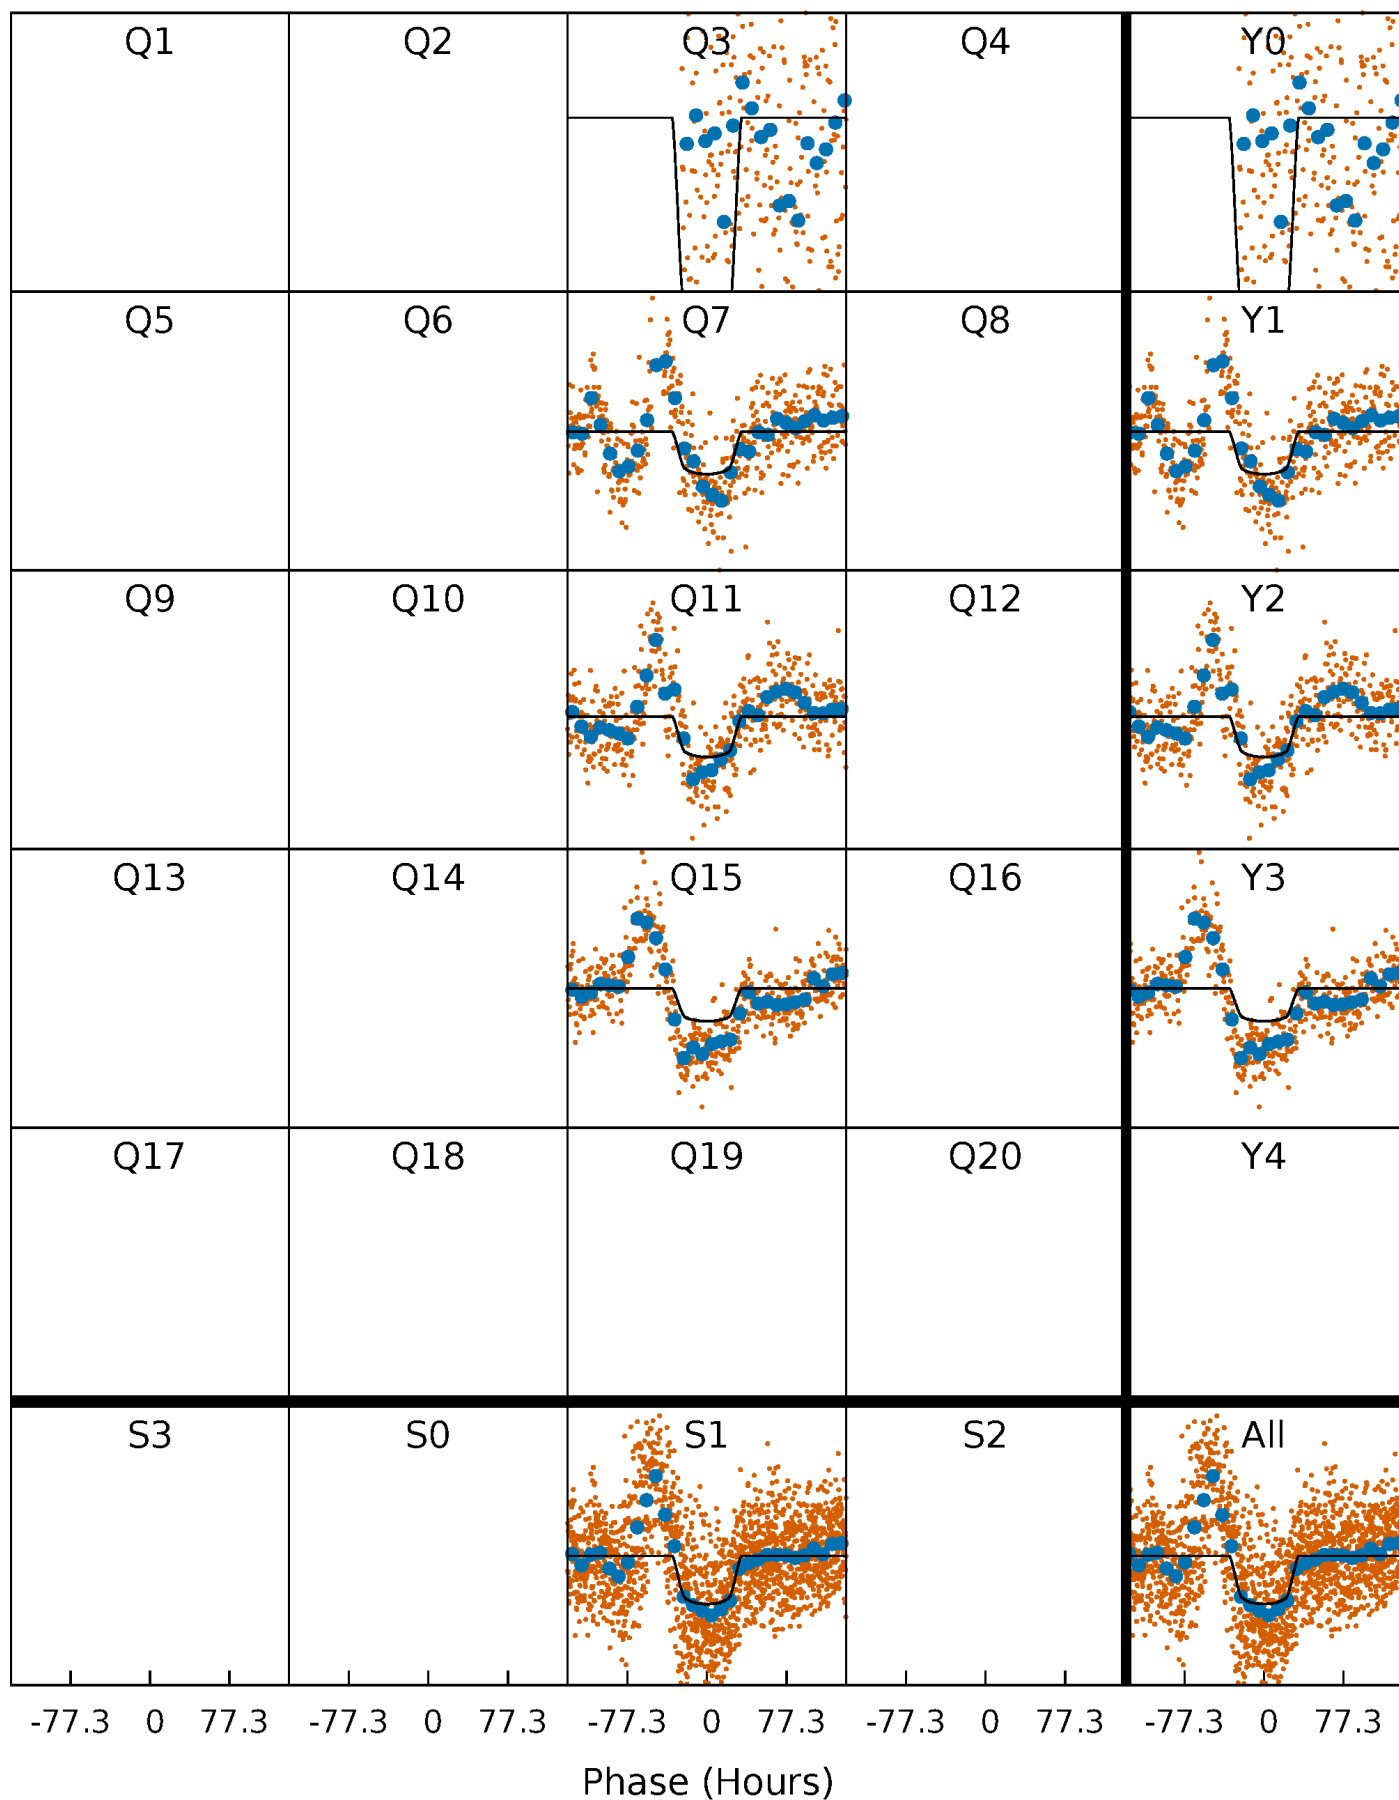 Q1 Q2 Q3 Q4 Y0
Q5 Q6 Q7 Q8 Y1
Q9 Q10 Q11 Q12 Y2
Q13 Q14 Q15 Q16 Y3
Q17 Q18 Q19 Q20 Y4
S3 S0 S1 S2 All
-77.3 0 77.3 -77.3 0 77.3 -77.3 0 77.3 -77.3 0 77.3 -77.3 0 77.3
Phase (Hours)